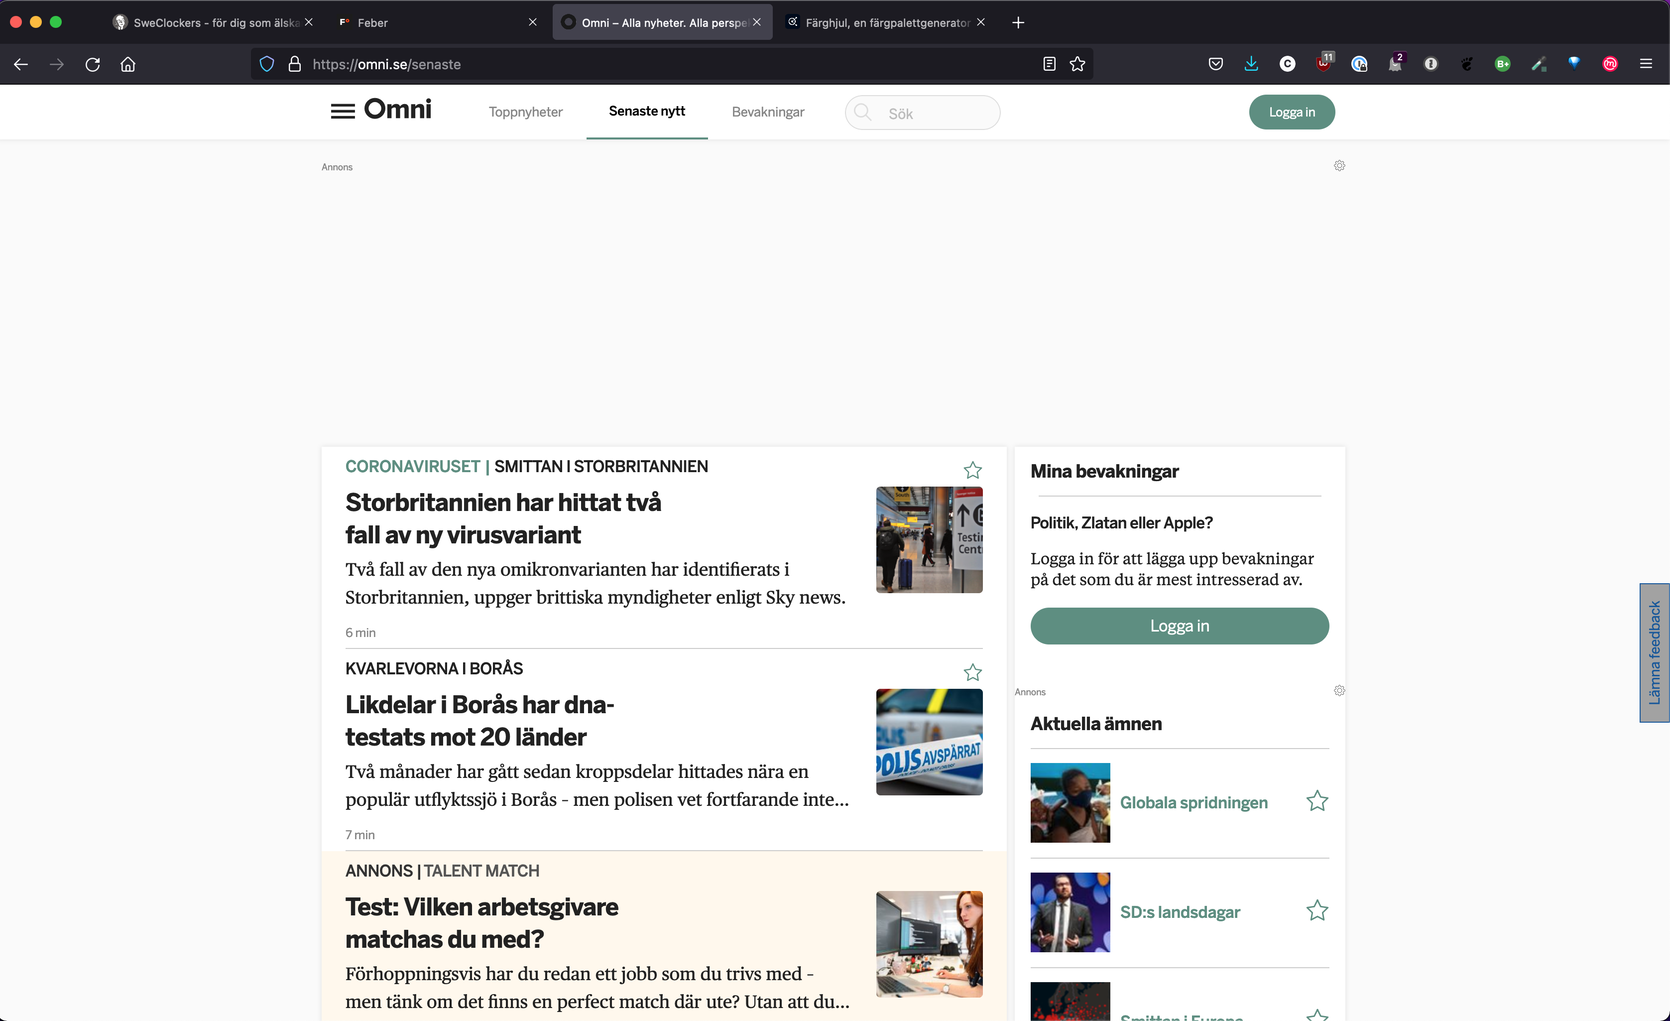 SweClockers - för dig som älska
Feber
Omni – Alla nyheter. Alla perspe
Färghjul, en färgpalettgenerator
https://omni.se/senaste
11
2
Omni
Toppnyheter
Senaste nytt
Bevakningar
Sök
Logga in
Annons
CORONAVIRUSET | SMITTAN I STORBRITANNIEN
Storbritannien har hittat två
fall av ny virusvariant
Två fall av den nya omikronvarianten har identifierats i
Storbritannien, uppger brittiska myndigheter enligt Sky news.
6 min
KVARLEVORNA I BORÅS
Likdelar i Borås har dna-
testats mot 20 länder
Två månader har gått sedan kroppsdelar hittades nära en
populär utflyktssjö i Borås – men polisen vet fortfarande inte...
POLIS AVSPÄRRAT
7 min
ANNONS | TALENT MATCH
Test: Vilken arbetsgivare
matchas du med?
Förhoppningsvis har du redan ett jobb som du trivs med –
men tänk om det finns en perfect match där ute? Utan att du...
Mina bevakningar
Politik, Zlatan eller Apple?
Logga in för att lägga upp bevakningar
på det som du är mest intresserad av.
Logga in
Annons
Aktuella ämnen
Globala spridningen
SD:s landsdagar
Smittan i Europa
Lämna feedback